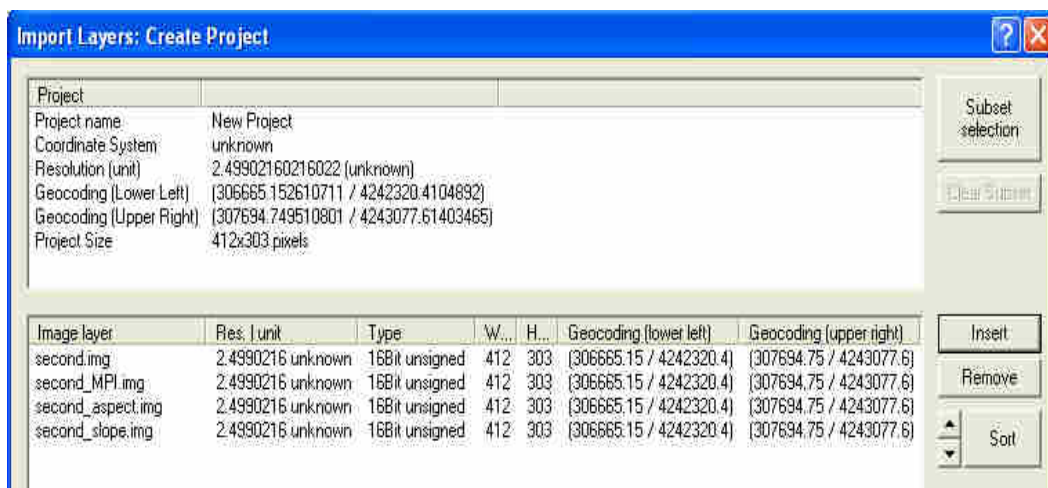 Import Layers: Create Project
Project
Project name New Project
Coordinate System unknown
Resolution (unit) 2.49902160216022 (unknown)
Geocoding (Lower Left) (306665.152610711 / 4242320.4104892)
Geocoding (Upper Right) (307694.749510801 / 4243077.61403465)
Project Size 412x303 pixels
Subset
selection
Clear Subset
Image layer Res. | unit Type W... H... Geocoding (lower left) Geocoding (upper right)
second.img 2.4990216 unknown 16Bit unsigned 412 303 (306665.15 / 4242320.4) (307694.75 / 4243077.6)
second_MPI.img 2.4990216 unknown 16Bit unsigned 412 303 (306665.15 / 4242320.4) (307694.75 / 4243077.6)
second_aspect.img 2.4990216 unknown 16Bit unsigned 412 303 (306665.15 / 4242320.4) (307694.75 / 4243077.6)
second_slope.img 2.4990216 unknown 16Bit unsigned 412 303 (306665.15 / 4242320.4) (307694.75 / 4243077.6)
Insert
Remove
Sort